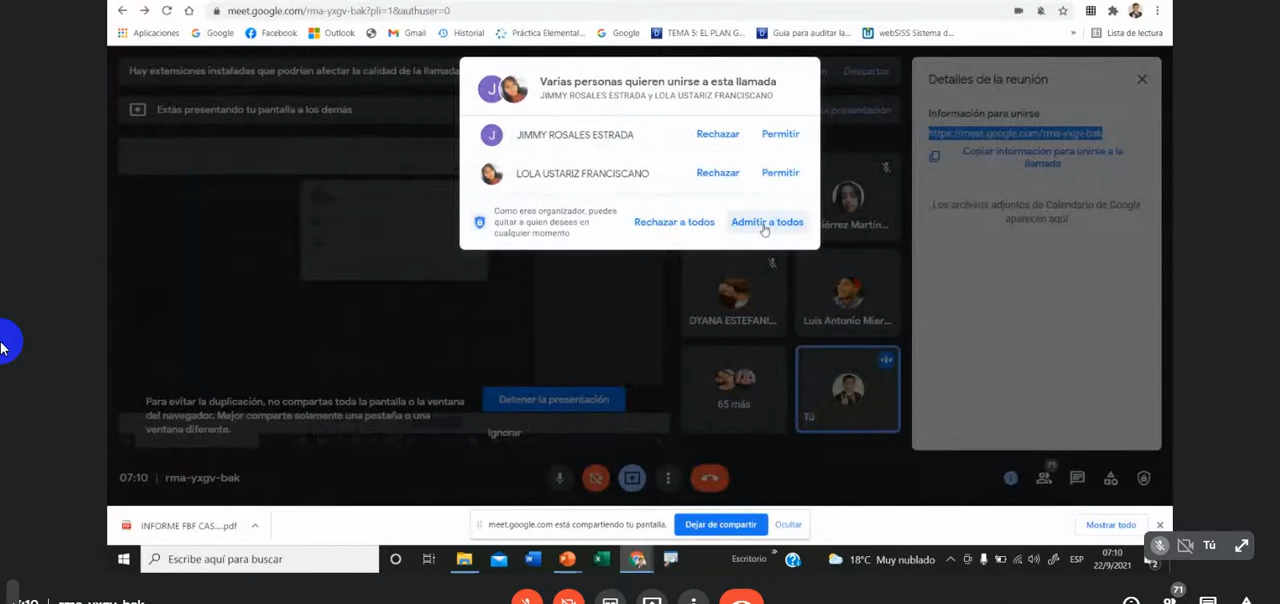 meet.google.com/rma-yxgv-bak?pli=1&authuser=0
Aplicaciones Google Facebook Outlook Gmail Historial Práctica Elemental... Google TEMA 5: EL PLAN G... Guía para auditar la... webSISS Sistema d... » Lista de lectura
Hay extensiones instaladas que podrían afectar la calidad de la llamada
Descartar
Estás presentando tu pantalla a los demás
Varias personas quieren unirse a esta llamada
JIMMY ROSALES ESTRADA y LOLA USTARIZ FRANCISCANO
J JIMMY ROSALES ESTRADA Rechazar Permitir
LOLA USTARIZ FRANCISCANO Rechazar Permitir
Como eres organizador, puedes
quitar a quien desees en
cualquier momento
Rechazar a todos Admitir a todos
Detalles de la reunión
Información para unirse
https://meet.google.com/rma-yxgv-bak
Copiar información para unirse a la
llamada
Los archivos adjuntos de Calendario de Google
aparecen aquí
DYANA ESTEFANI...
Luis Antonio Mier...
65 más
Tú
Para evitar la duplicación, no compartas toda la pantalla o la ventana
del navegador. Mejor comparte solamente una pestaña o una
ventana diferente.
Detener la presentación
Ignorar
07:10 | rma-yxgv-bak
71
INFORME FBF CAS....pdf
meet.google.com está compartiendo tu pantalla. Dejar de compartir Ocultar
Mostrar todo
Escribe aquí para buscar
Escritorio » 18°C Muy nublado ESP
07:10
22/9/2021
2
Tú
71